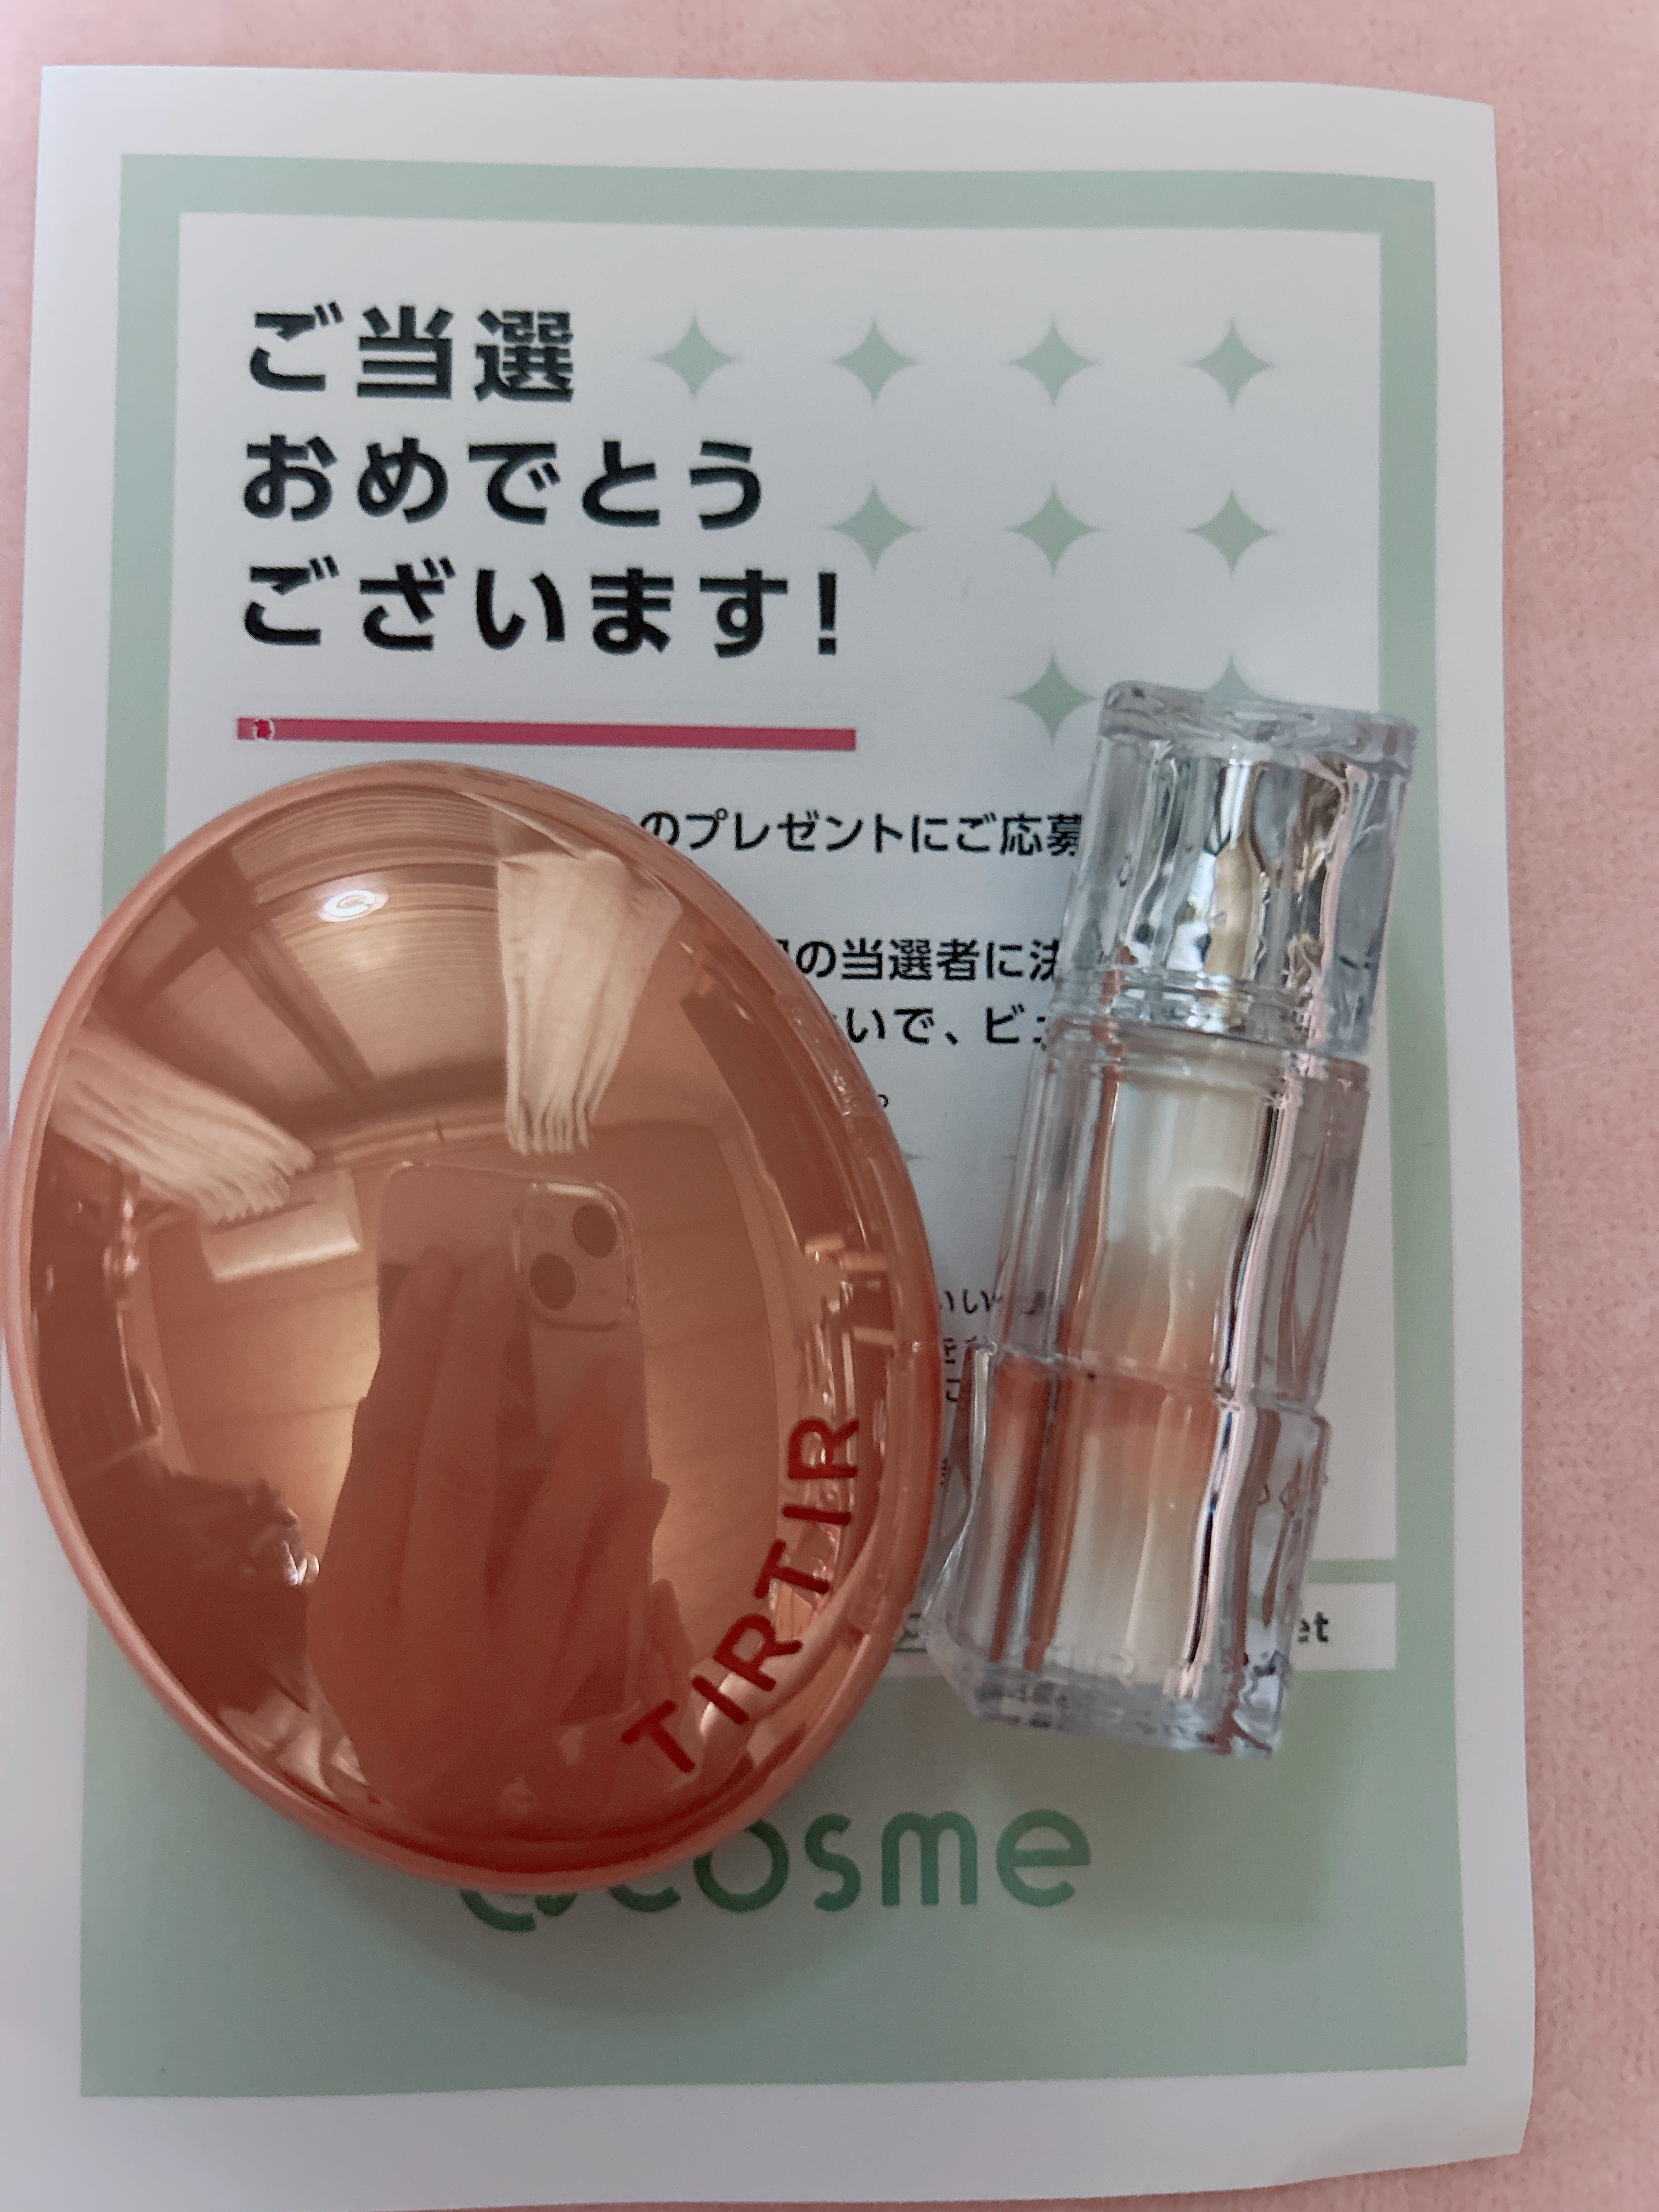 ご当選
おめでとう
ございます!
のプレゼントにご応募
の当選者に決
いで、ビ
TIRTIR
cosme